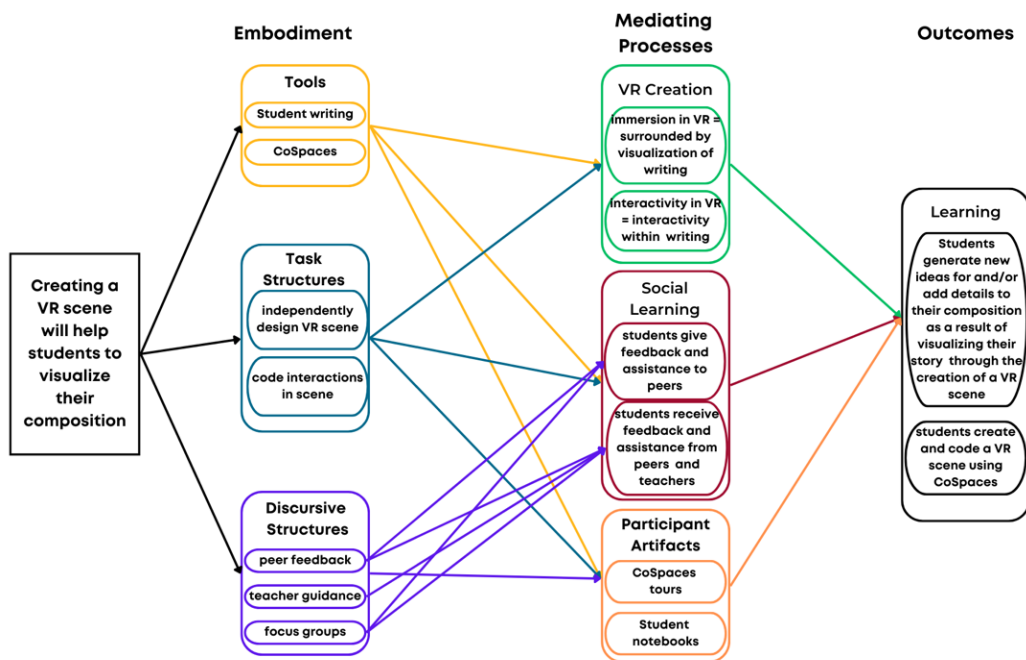 Embodiment
Mediating
Processes
Outcomes
Creating a
VR scene
will help
students to
visualize
their
composition
Tools
Student writing
CoSpaces
Task
Structures
independently
design VR scene
code interactions
in scene
Discursive
Structures
peer feedback
teacher guidance
focus groups
VR Creation
immersion in VR =
surrounded by
visualization of
writing
interactivity in VR
= interactivity
within writing
Social
Learning
students give
feedback and
assistance to
peers
students receive
feedback and
assistance from
peers and
teachers
Participant
Artifacts
CoSpaces
tours
Student
notebooks
Learning
Students
generate new
ideas for and/or
add details to
their composition
as a result of
visualizing their
story through the
creation of a VR
scene
students create
and code a VR
scene using
CoSpaces